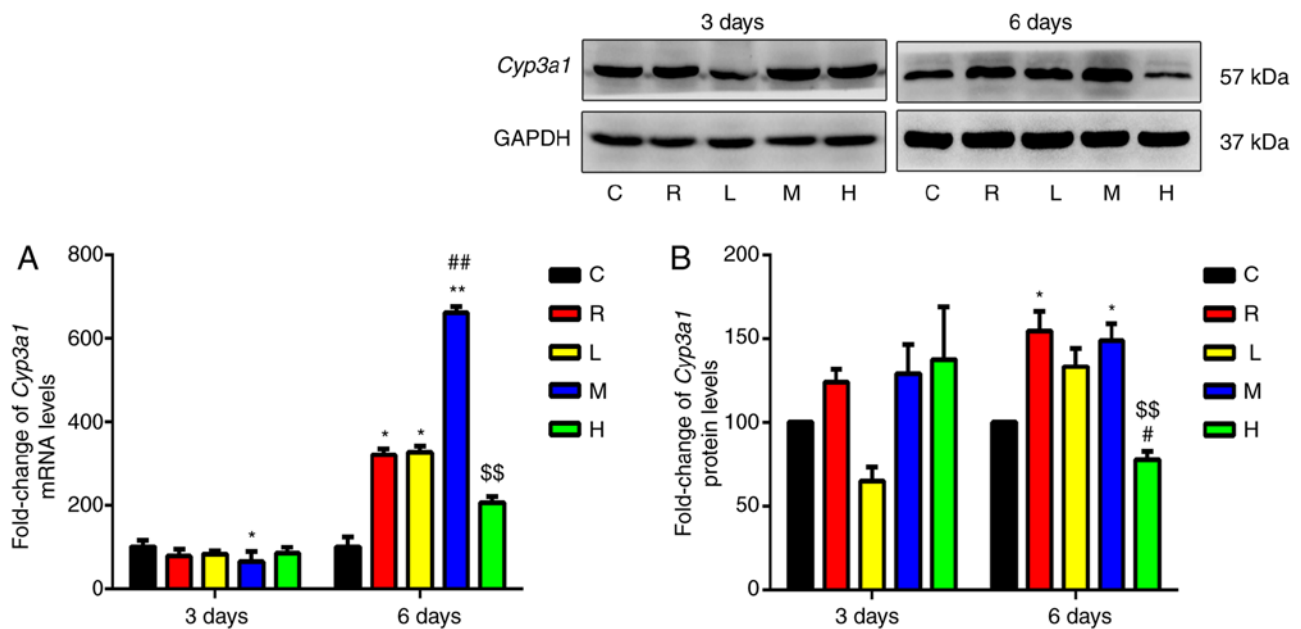 3 days 6 days
Cyp3a1 57 kDa
GAPDH 37 kDa
C R L M H C R L M H
A
Fold-change of Cyp3a1
mRNA levels
800
600
400
200
0
*
*
*
##
**
$$
3 days 6 days
C
R
L
M
H
B
Fold-change of Cyp3a1
protein levels
200
150
100
50
0
*
*
$$
#
3 days 6 days
C
R
L
M
H